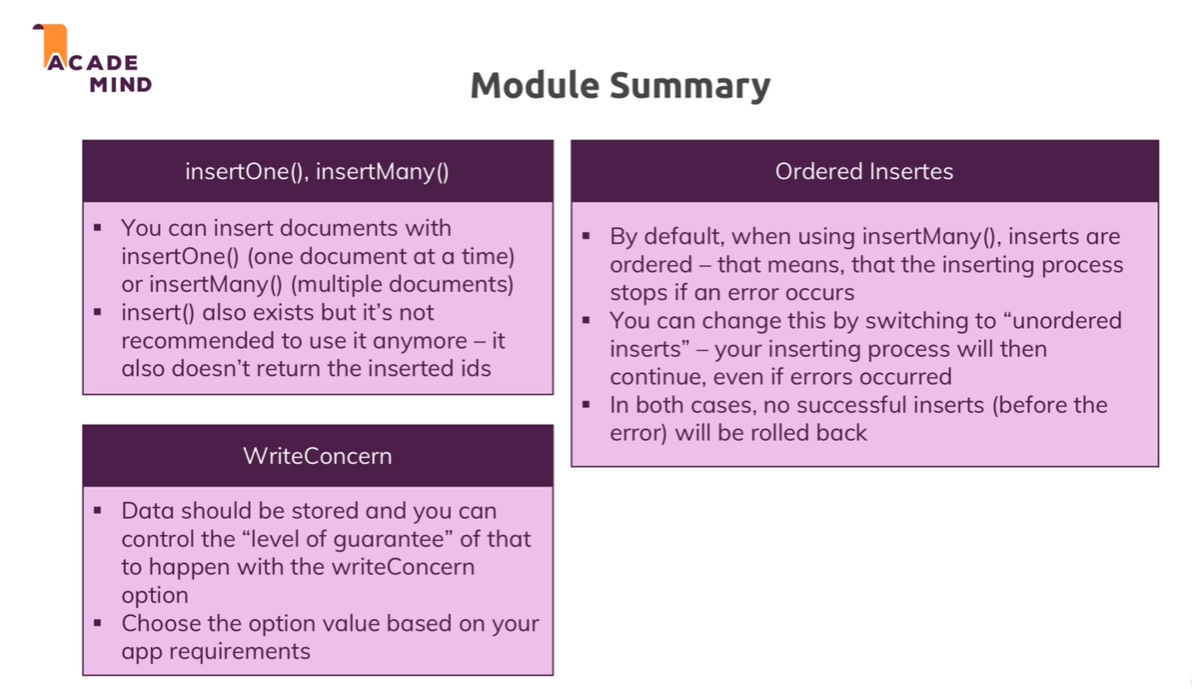 ACADE
MIND
Module Summary
insertOne(), insertMany()
▪ You can insert documents with
insertOne() (one document at a time)
or insertMany() (multiple documents)
▪ insert() also exists but it’s not
recommended to use it anymore – it
also doesn’t return the inserted ids
WriteConcern
▪ Data should be stored and you can
control the “level of guarantee” of that
to happen with the writeConcern
option
▪ Choose the option value based on your
app requirements
Ordered Insertes
▪ By default, when using insertMany(), inserts are
ordered – that means, that the inserting process
stops if an error occurs
▪ You can change this by switching to “unordered
inserts” – your inserting process will then
continue, even if errors occurred
▪ In both cases, no successful inserts (before the
error) will be rolled back